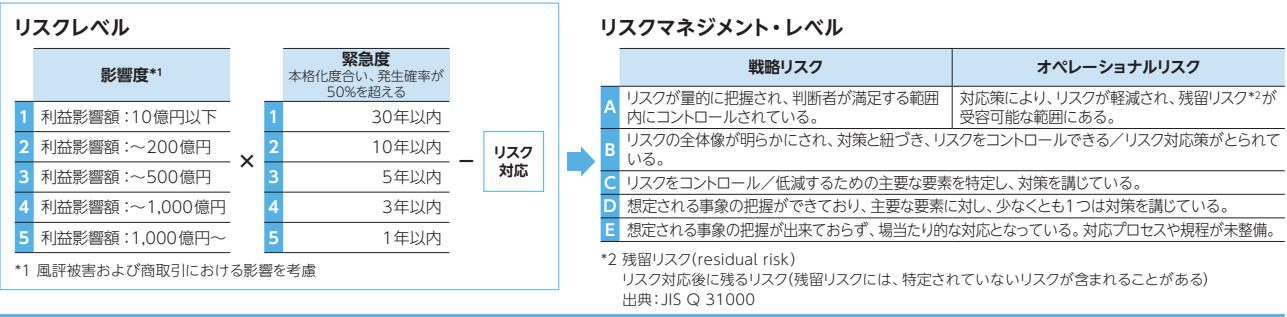 リスクレベル
影響度*1
1 利益影響額：10億円以下
2 利益影響額：～200億円
3 利益影響額：～500億円
4 利益影響額：～1,000億円
5 利益影響額：1,000億円～
×
緊急度
本格化度合い、発生確率が
50%を超える
1 30年以内
2 10年以内
3 5年以内
4 3年以内
5 1年以内
－
リスク
対応
*1 風評被害および商取引における影響を考慮
リスクマネジメント・レベル
戦略リスク オペレーショナルリスク
A リスクが量的に把握され、判断者が満足する範囲
内にコントロールされている。
対応策により、リスクが軽減され、残留リスク*2が
受容可能な範囲にある。
B リスクの全体像が明らかにされ、対策と紐づき、リスクをコントロールできる／リスク対応策がとられて
いる。
C リスクをコントロール／低減するための主要な要素を特定し、対策を講じている。
D 想定される事象の把握ができており、主要な要素に対し、少なくとも1つは対策を講じている。
E 想定される事象の把握が出来ておらず、場当たり的な対応となっている。対応プロセスや規程が未整備。
*2 残留リスク(residual risk)
リスク対応後に残るリスク(残留リスクには、特定されていないリスクが含まれることがある)
出典：JIS Q 31000